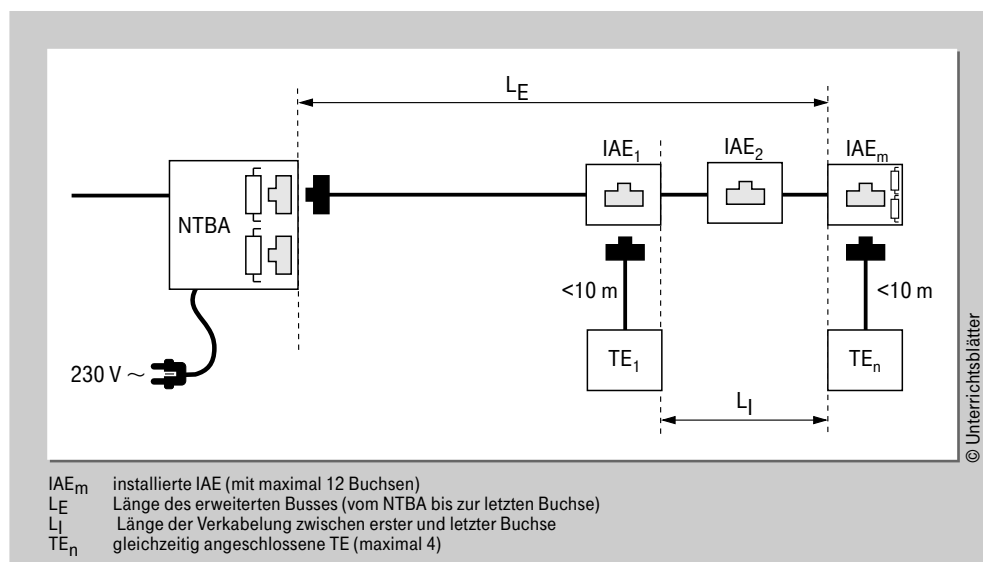 L_E
IAE_1
IAE_2
IAE_m
NTBA
<10 m
<10 m
TE_1
TE_n
230 V ~
L_I
© Unterrichtsblätter
IAE_m installierte IAE (mit maximal 12 Buchsen)
L_E Länge des erweiterten Busses (vom NTBA bis zur letzten Buchse)
L_I Länge der Verkabelung zwischen erster und letzter Buchse
TE_n gleichzeitig angeschlossene TE (maximal 4)